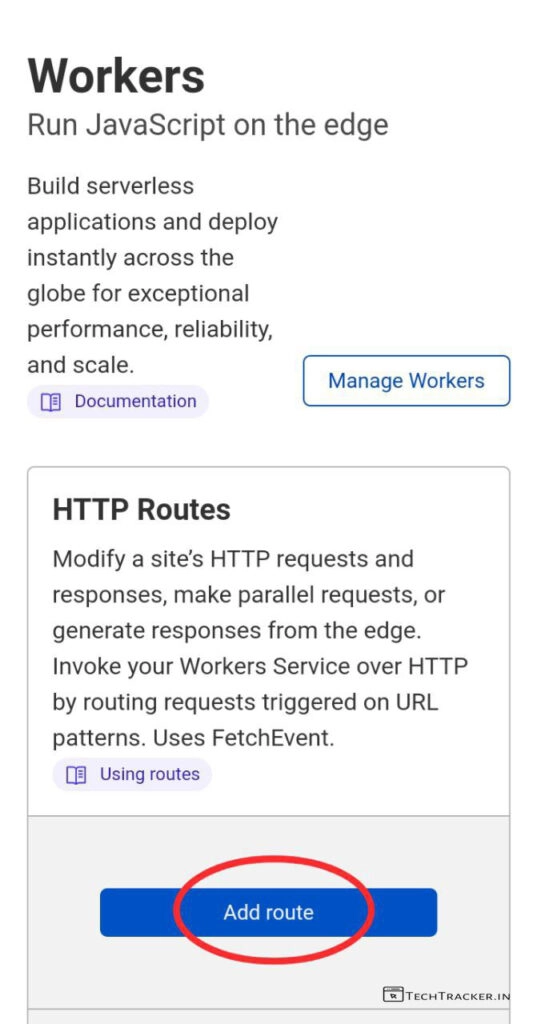 Workers
Run JavaScript on the edge
Build serverless
applications and deploy
instantly across the
globe for exceptional
performance, reliability,
and scale.
Manage Workers
Documentation
HTTP Routes
Modify a site’s HTTP requests and
responses, make parallel requests, or
generate responses from the edge.
Invoke your Workers Service over HTTP
by routing requests triggered on URL
patterns. Uses FetchEvent.
Using routes
Add route
TECHTRACKER.IN